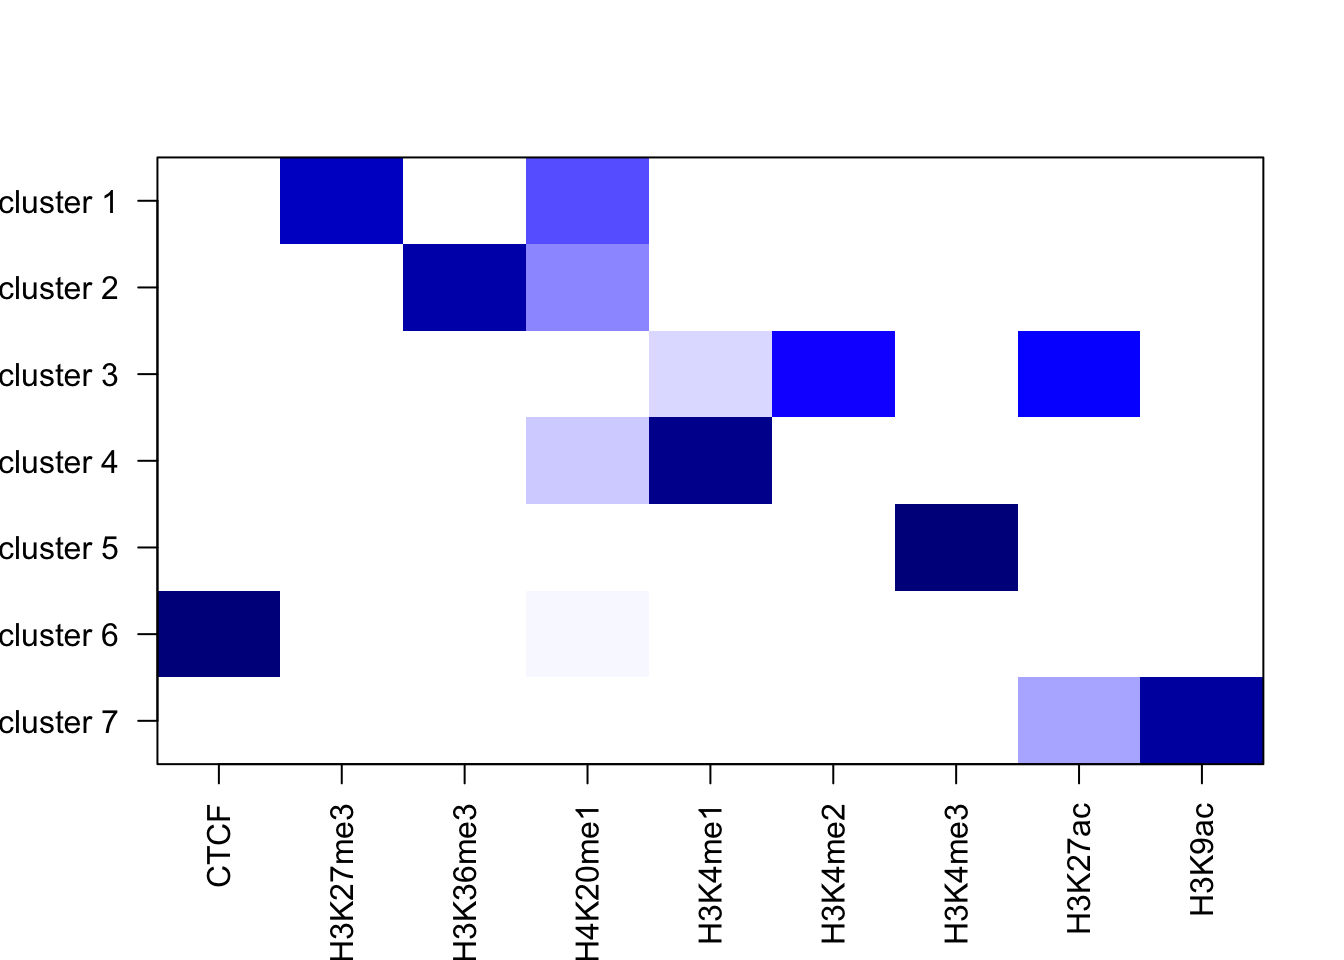 cluster 1
cluster 2
cluster 3
cluster 4
cluster 5
cluster 6
cluster 7
CTCF
H3K27me3
H3K36me3
H4K20me1
H3K4me1
H3K4me2
H3K4me3
H3K27ac
H3K9ac